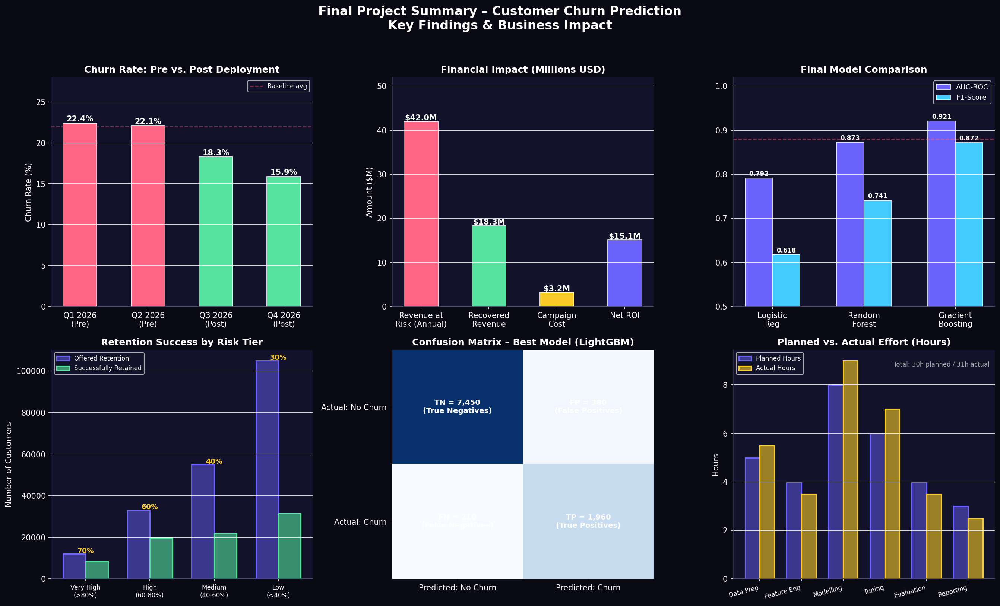 Final Project Summary – Customer Churn Prediction
Key Findings & Business Impact
Churn Rate: Pre vs. Post Deployment
Baseline avg
Churn Rate (%)
25
20
15
10
5
0
22.4%
22.1%
18.3%
15.9%
Q1 2026
(Pre)
Q2 2026
(Pre)
Q3 2026
(Post)
Q4 2026
(Post)
Financial Impact (Millions USD)
Amount ($M)
50
40
30
20
10
0
$42.0M
$18.3M
$3.2M
$15.1M
Revenue at
Risk (Annual)
Recovered
Revenue
Campaign
Cost
Net ROI
Final Model Comparison
AUC-ROC
F1-Score
1.0
0.9
0.8
0.7
0.6
0.5
0.792
0.618
0.873
0.741
0.921
0.872
Logistic
Reg
Random
Forest
Gradient
Boosting
Retention Success by Risk Tier
Offered Retention
Successfully Retained
Number of Customers
100000
80000
60000
40000
20000
0
70%
60%
40%
30%
Very High
(>80%)
High
(60-80%)
Medium
(40-60%)
Low
(<40%)
Confusion Matrix – Best Model (LightGBM)
Actual: No Churn
Actual: Churn
TN = 7,450
(True Negatives)
FP = 380
(False Positives)
FN = 210
(False Negatives)
TP = 1,960
(True Positives)
Predicted: No Churn
Predicted: Churn
Planned vs. Actual Effort (Hours)
Planned Hours
Actual Hours
Total: 30h planned / 31h actual
Hours
8
6
4
2
0
Data Prep
Feature Eng
Modelling
Tuning
Evaluation
Reporting